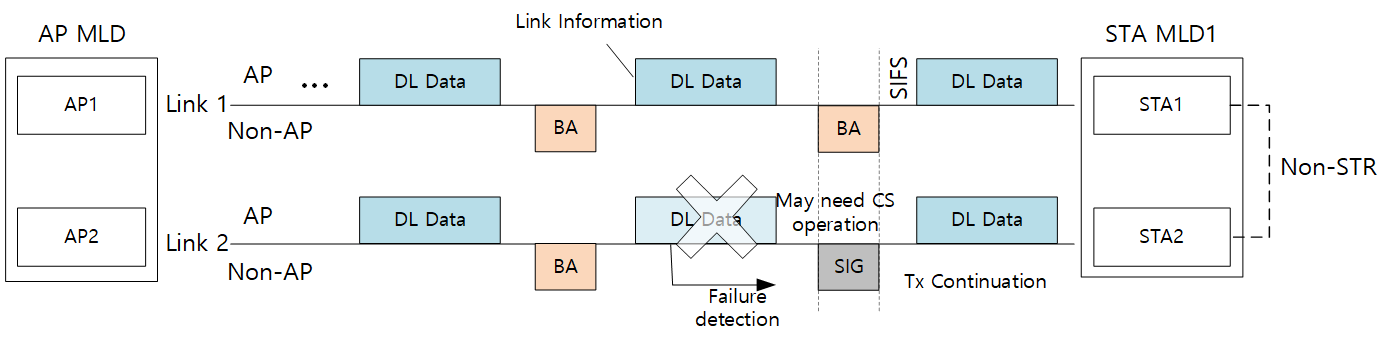 Link Information
AP MLD
STA MLD1
AP1
Link 1
AP
...
Non-AP
DL Data
BA
DL Data
BA
SIFS
DL Data
STA1
Non-STR
AP2
Link 2
AP
Non-AP
DL Data
BA
DL Data
Failure
detection
May need CS
operation
SIG
DL Data
Tx Continuation
STA2